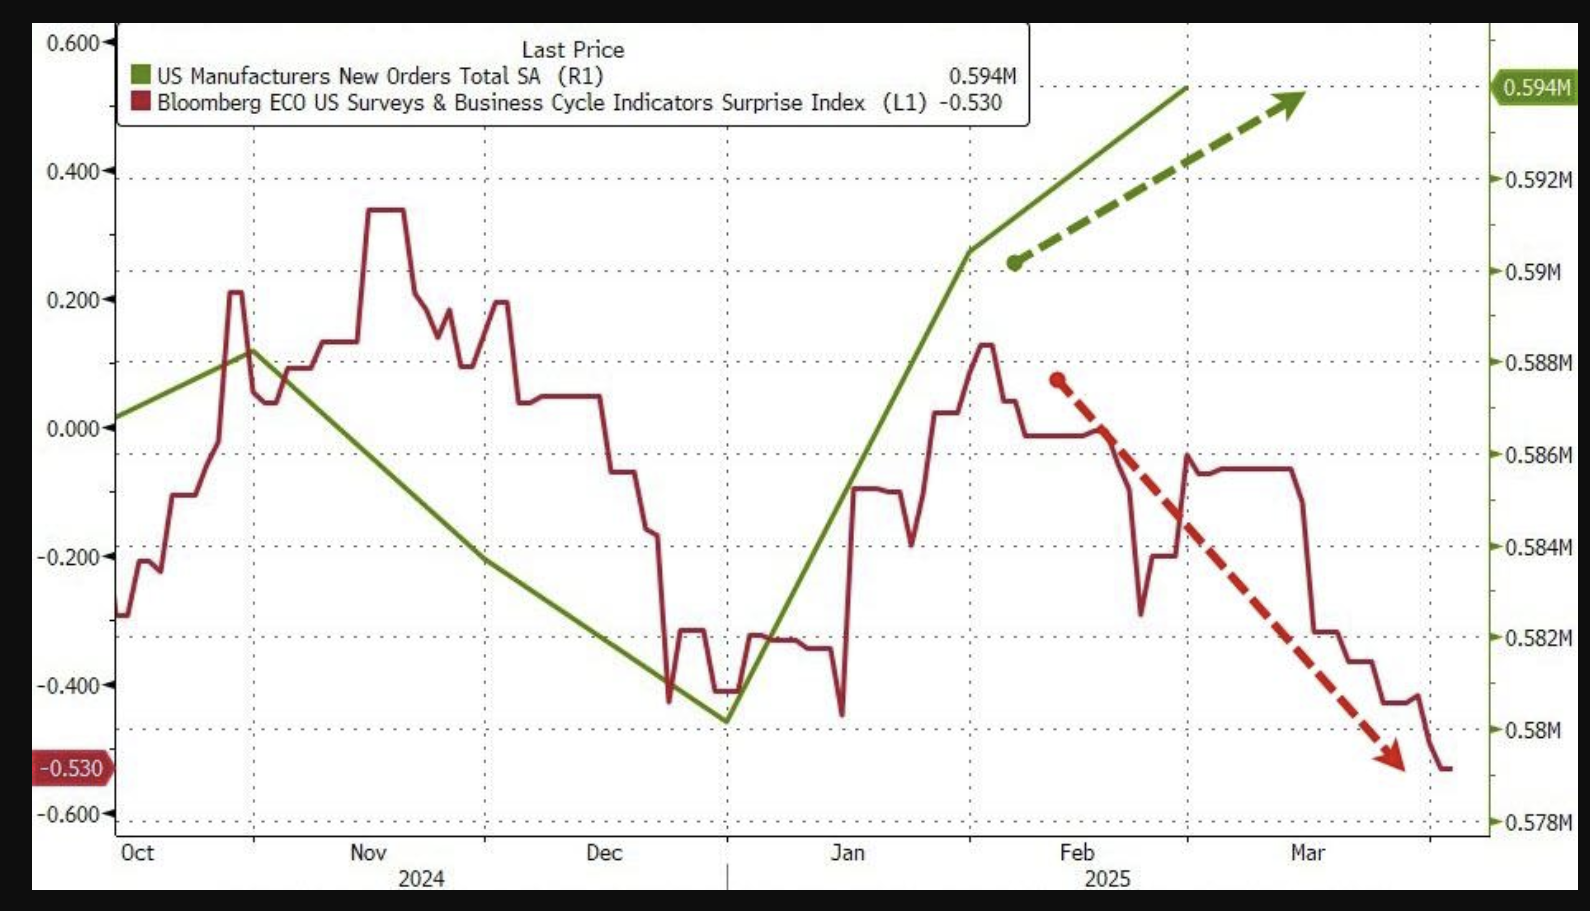 Last Price
US Manufacturers New Orders Total SA (R1) 0.594M
Bloomberg ECO US Surveys & Business Cycle Indicators Surprise Index (L1) -0.530
0.600
0.400
0.200
0.000
-0.200
-0.400
-0.530
-0.600
0.594M
0.592M
0.59M
0.588M
0.586M
0.584M
0.582M
0.58M
0.578M
Oct Nov Dec Jan Feb Mar
2024 2025